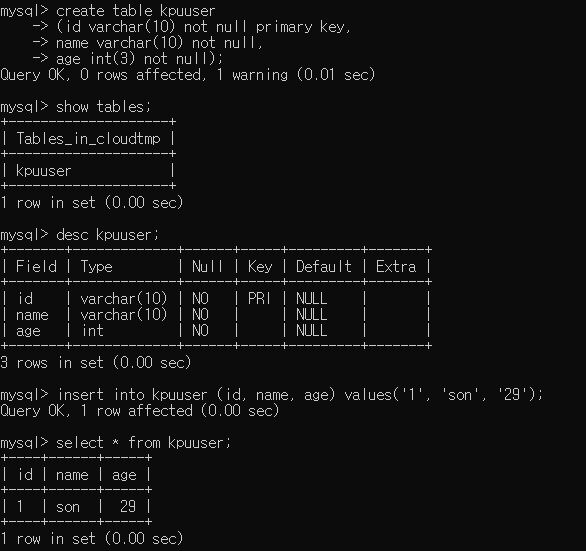 mysql> create table kpuuser
    -> (id varchar(10) not null primary key,
    -> name varchar(10) not null,
    -> age int(3) not null);
Query OK, 0 rows affected, 1 warning (0.01 sec)

mysql> show tables;
+--------------------+
| Tables_in_cloudtmp |
+--------------------+
| kpuuser            |
+--------------------+
1 row in set (0.00 sec)

mysql> desc kpuuser;
+-------+-------------+------+-----+---------+-------+
| Field | Type        | Null | Key | Default | Extra |
+-------+-------------+------+-----+---------+-------+
| id    | varchar(10) | NO   | PRI | NULL    |       |
| name  | varchar(10) | NO   |     | NULL    |       |
| age   | int         | NO   |     | NULL    |       |
+-------+-------------+------+-----+---------+-------+
3 rows in set (0.00 sec)

mysql> insert into kpuuser (id, name, age) values('1', 'son', '29');
Query OK, 1 row affected (0.00 sec)

mysql> select * from kpuuser;
+----+------+-----+
| id | name | age |
+----+------+-----+
| 1  | son  |  29 |
+----+------+-----+
1 row in set (0.00 sec)